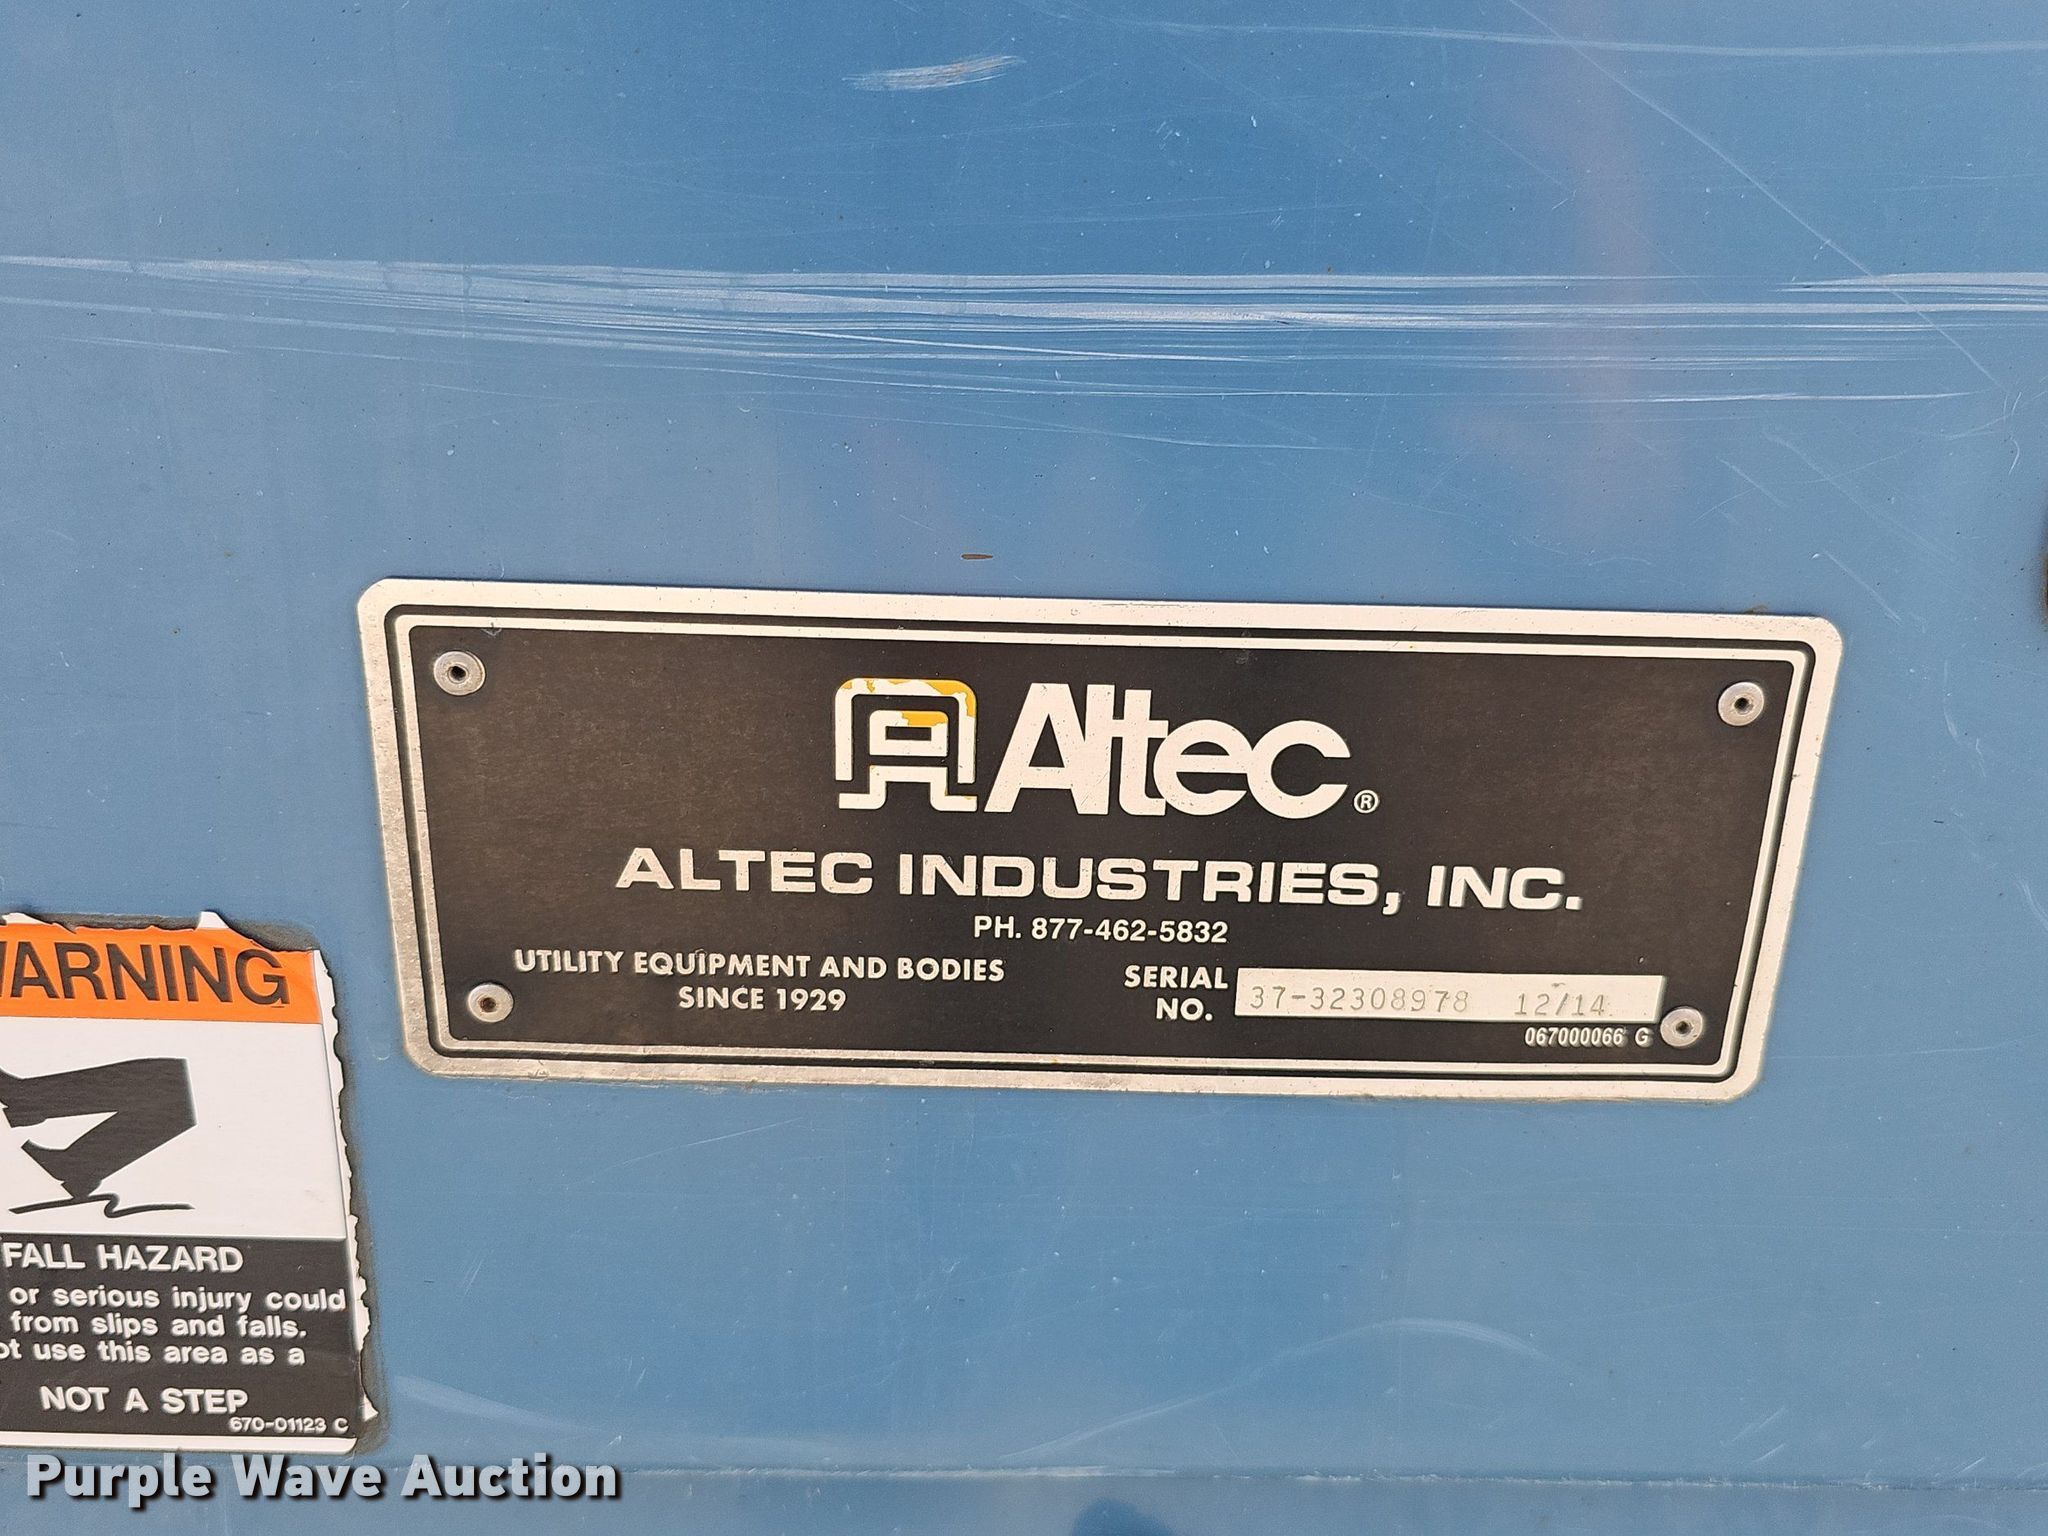 Altec®
ALTEC INDUSTRIES, INC.
PH. 877-462-5832
UTILITY EQUIPMENT AND BODIES
SINCE 1929
SERIAL
NO.
37-32308978 12/14
067000066 G
WARNING
FALL HAZARD
or serious injury could
from slips and falls.
use this area as a
NOT A STEP
670-01123 C
Purple Wave Auction